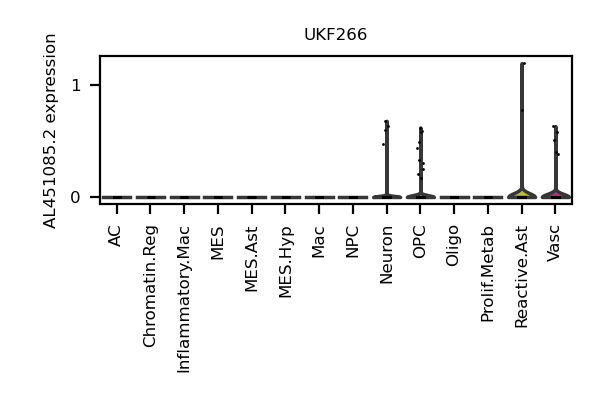 UKF266
AL451085.2 expression
1
0
AC
Chromatin.Reg
Inflammatory.Mac
MES
MES.Ast
MES.Hyp
Mac
NPC
Neuron
OPC
Oligo
Prolif.Metab
Reactive.Ast
Vasc